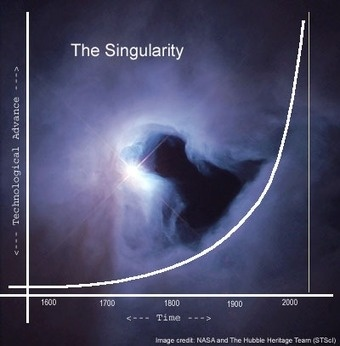 The Singularity
<--- Technological Advance --->
1600 1700 1800 1900 2000
<--- Time --->
Image credit: NASA and The Hubble Heritage Team (STScI)